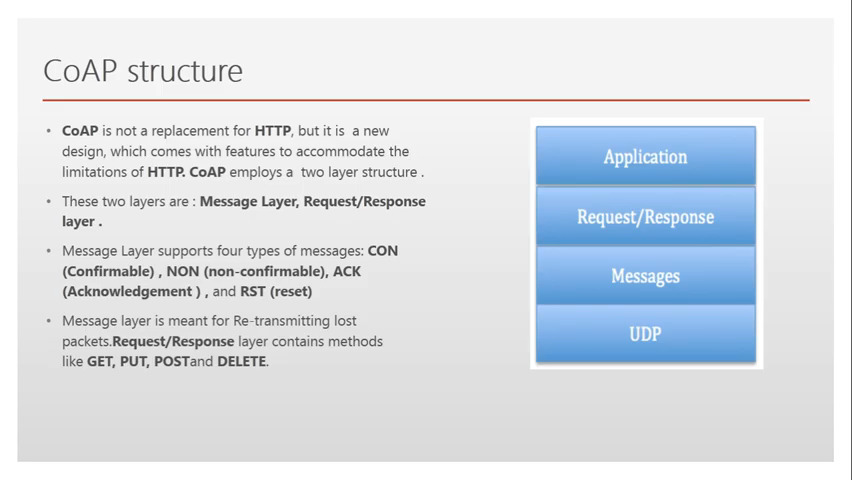 CoAP structure
• CoAP is not a replacement for HTTP, but it is a new
design, which comes with features to accommodate the
limitations of HTTP. CoAP employs a two layer structure .
• These two layers are : Message Layer, Request/Response
layer .
• Message Layer supports four types of messages: CON
(Confirmable) , NON (non-confirmable), ACK
(Acknowledgement ) , and RST (reset)
• Message layer is meant for Re-transmitting lost
packets.Request/Response layer contains methods
like GET, PUT, POSTand DELETE.
Application
Request/Response
Messages
UDP